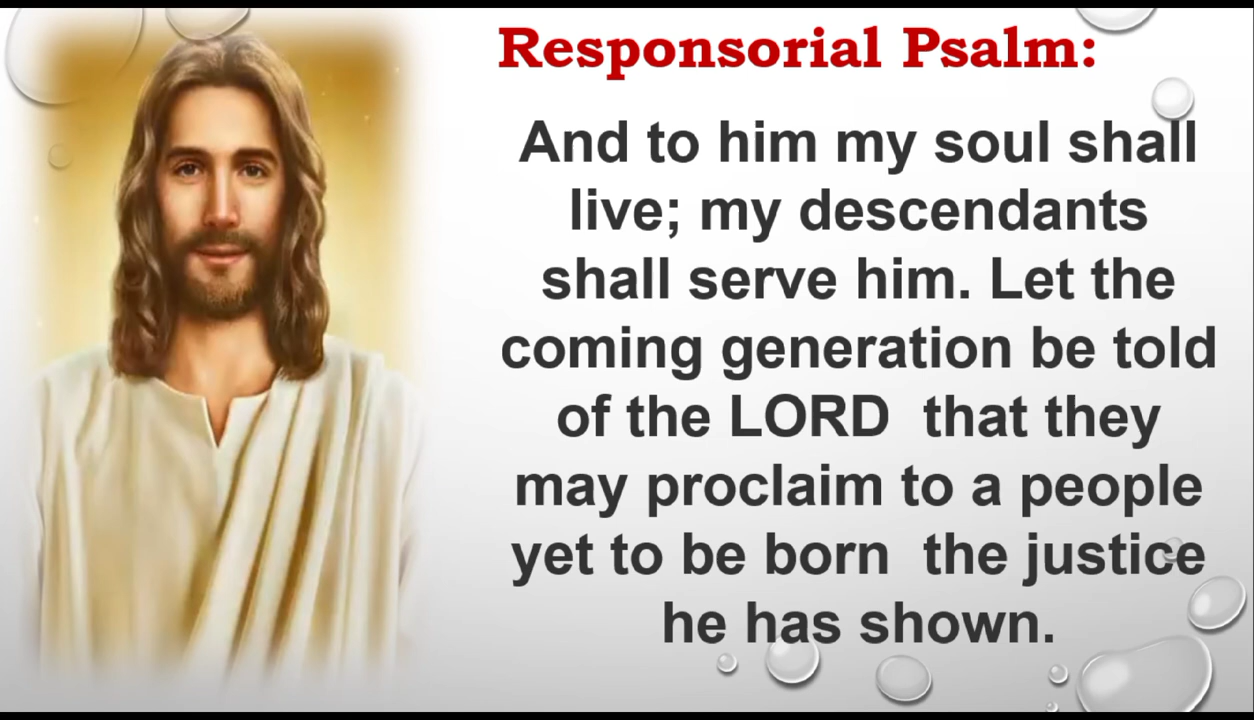 Responsorial Psalm:
And to him my soul shall
live; my descendants
shall serve him. Let the
coming generation be told
of the LORD  that they
may proclaim to a people
yet to be born  the justice
he has shown.